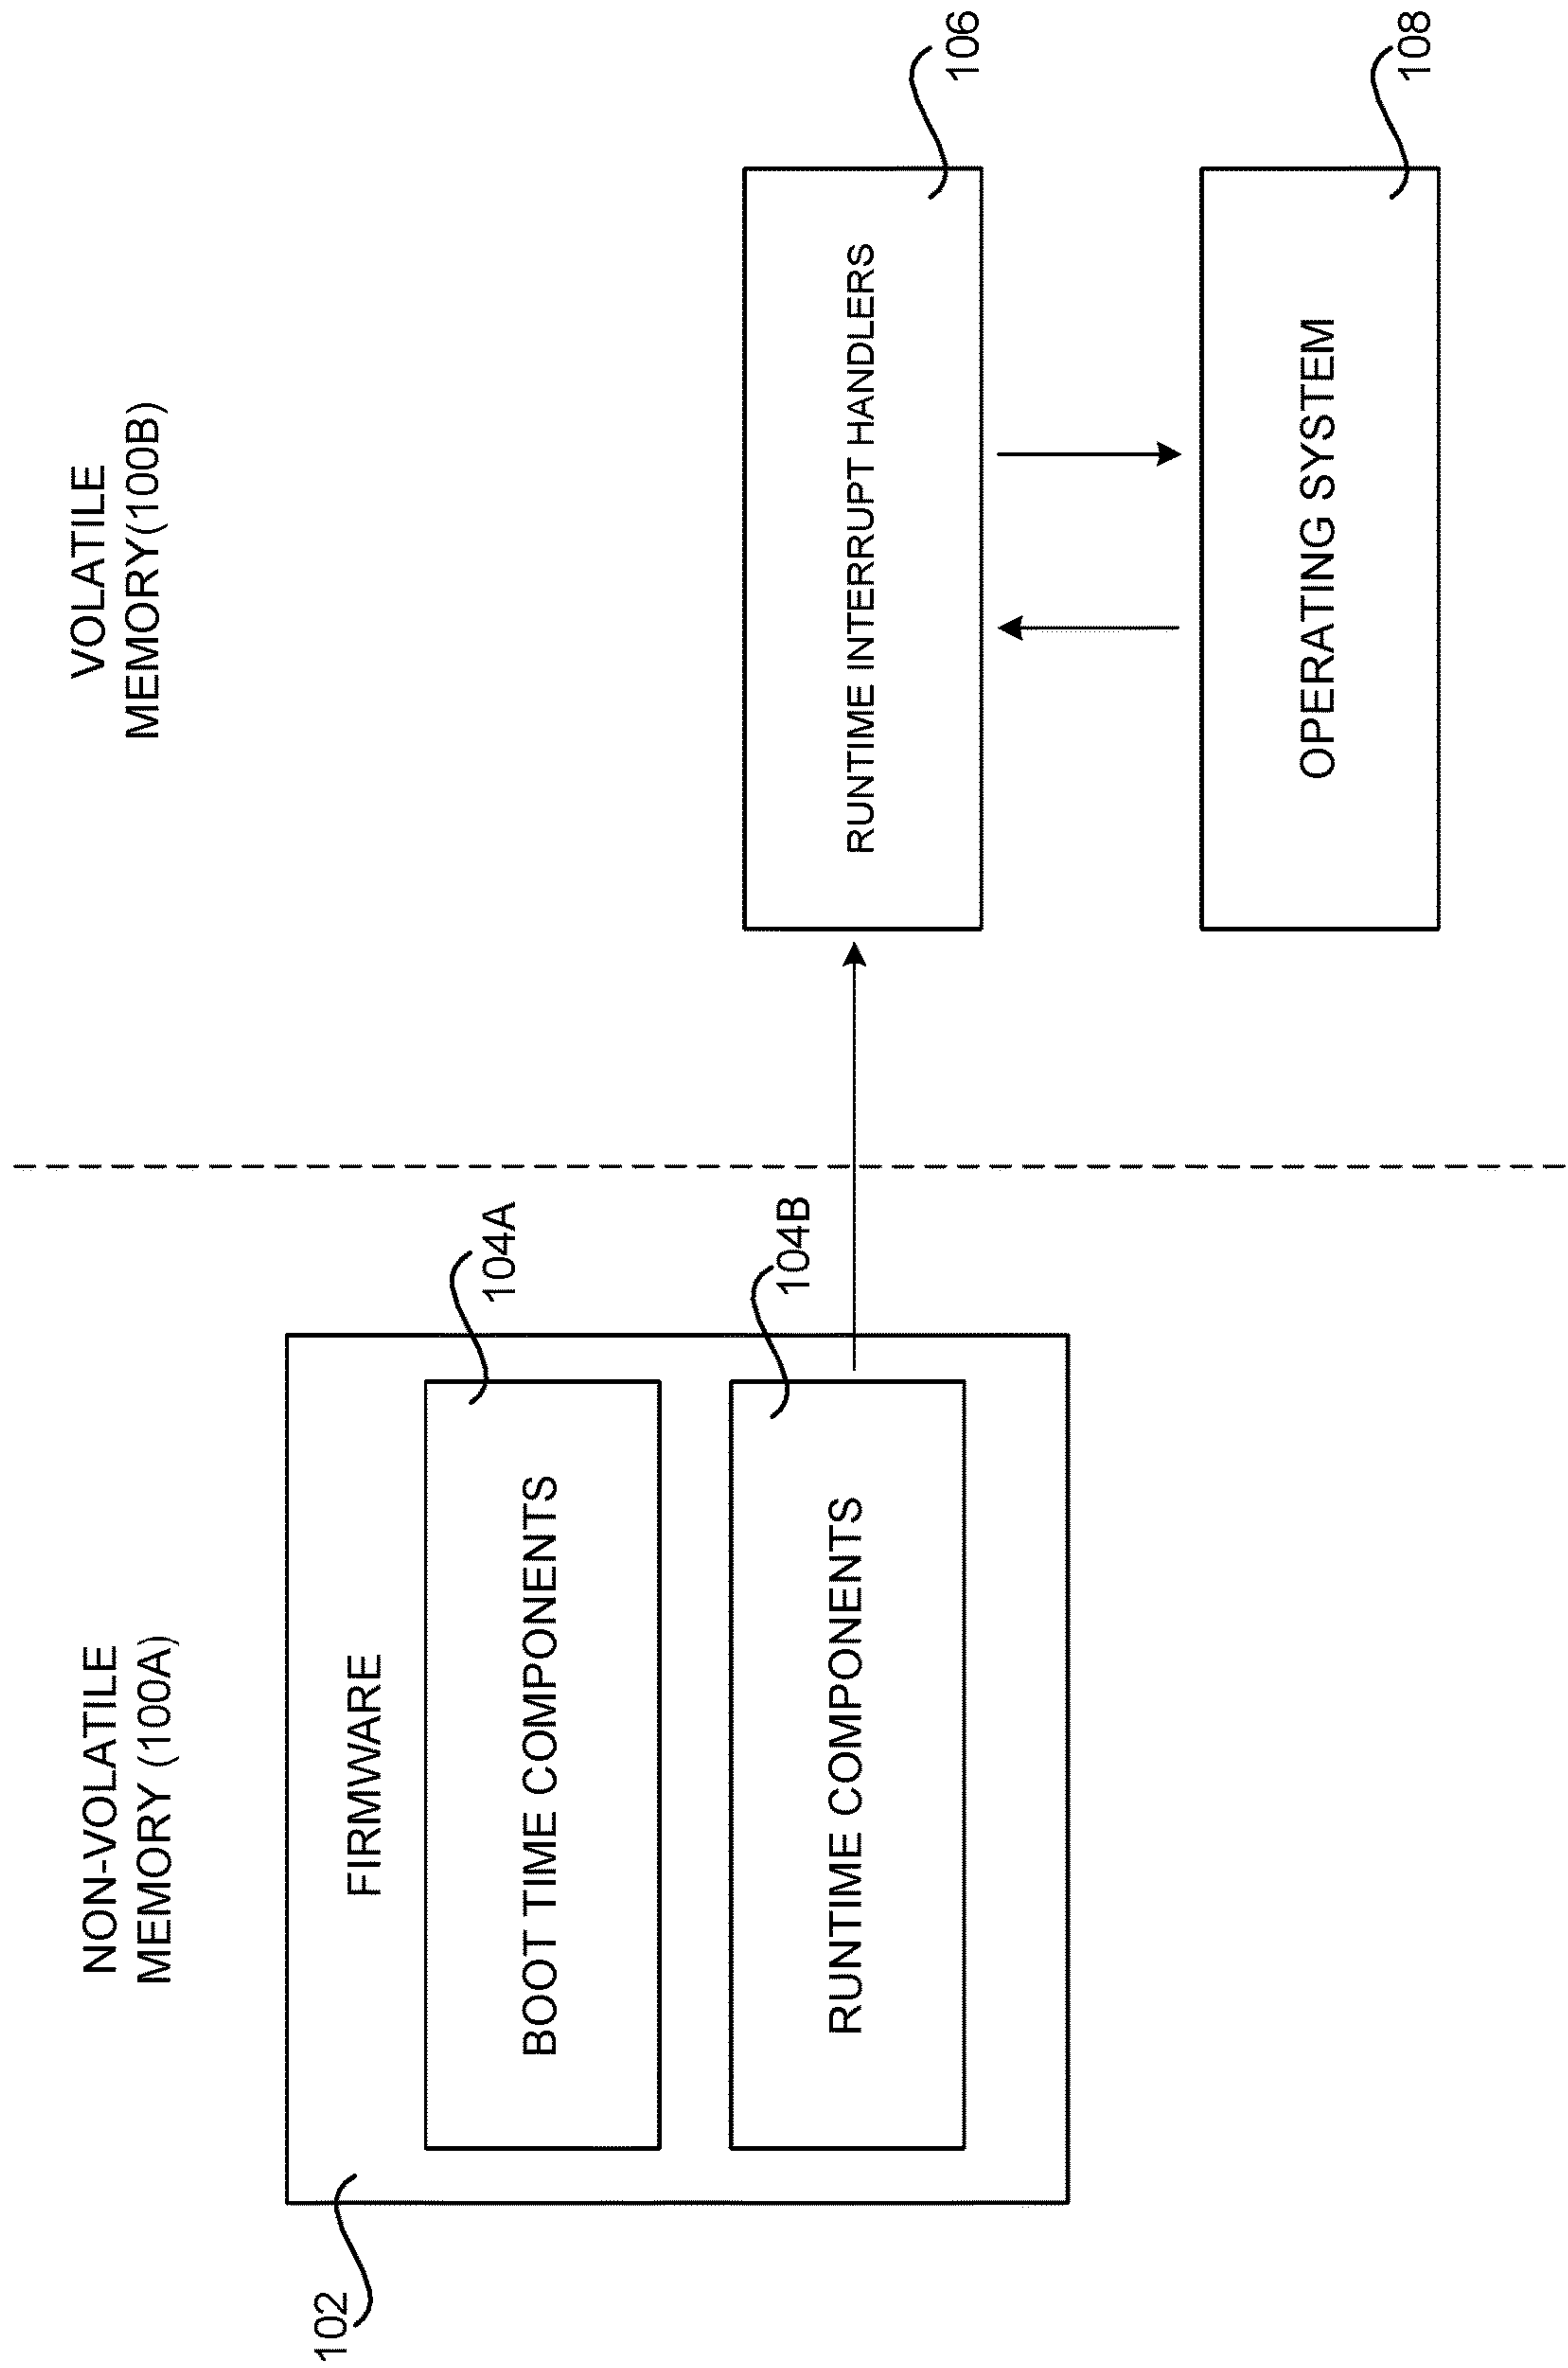 NON-VOLATILE
MEMORY (100A)
VOLATILE
MEMORY(100B)
102
FIRMWARE
104A
BOOT TIME COMPONENTS
104B
RUNTIME COMPONENTS
106
RUNTIME INTERRUPT HANDLERS
108
OPERATING SYSTEM